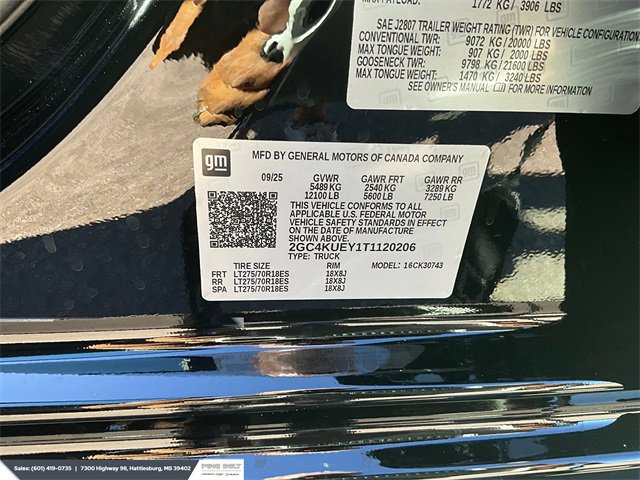 1772 KG / 3906 LBS
SAE J2807 TRAILER WEIGHT RATING (TWR) FOR VEHICLE CONFIGURATION
CONVENTIONAL TWR: 9072 KG / 20000 LBS
MAX TONGUE WEIGHT: 907 KG / 2000 LBS
GOOSENECK TWR: 9798 KG / 21600 LBS
MAX TONGUE WEIGHT: 1470 KG / 3240 LBS
SEE OWNER'S MANUAL gm FOR MORE INFORMATION
gm MFD BY GENERAL MOTORS OF CANADA COMPANY
09/25 GVWR GAWR FRT GAWR RR
5489 KG 2540 KG 3289 KG
12100 LB 5600 LB 7250 LB
THIS VEHICLE CONFORMS TO ALL
APPLICABLE U.S. FEDERAL MOTOR
VEHICLE SAFETY STANDARDS IN EFFECT
ON THE DATE OF MANUFACTURE
SHOWN ABOVE.
2GC4KUEY1T1120206
TYPE: TRUCK
TIRE SIZE RIM MODEL: 16CK30743
FRT LT275/70R18ES 18X8J
RR LT275/70R18ES 18X8J
SPA LT275/70R18ES 18X8J
Sales: (601) 419-0735 | 7300 Highway 98, Hattiesburg, MS 39402
PINE BELT